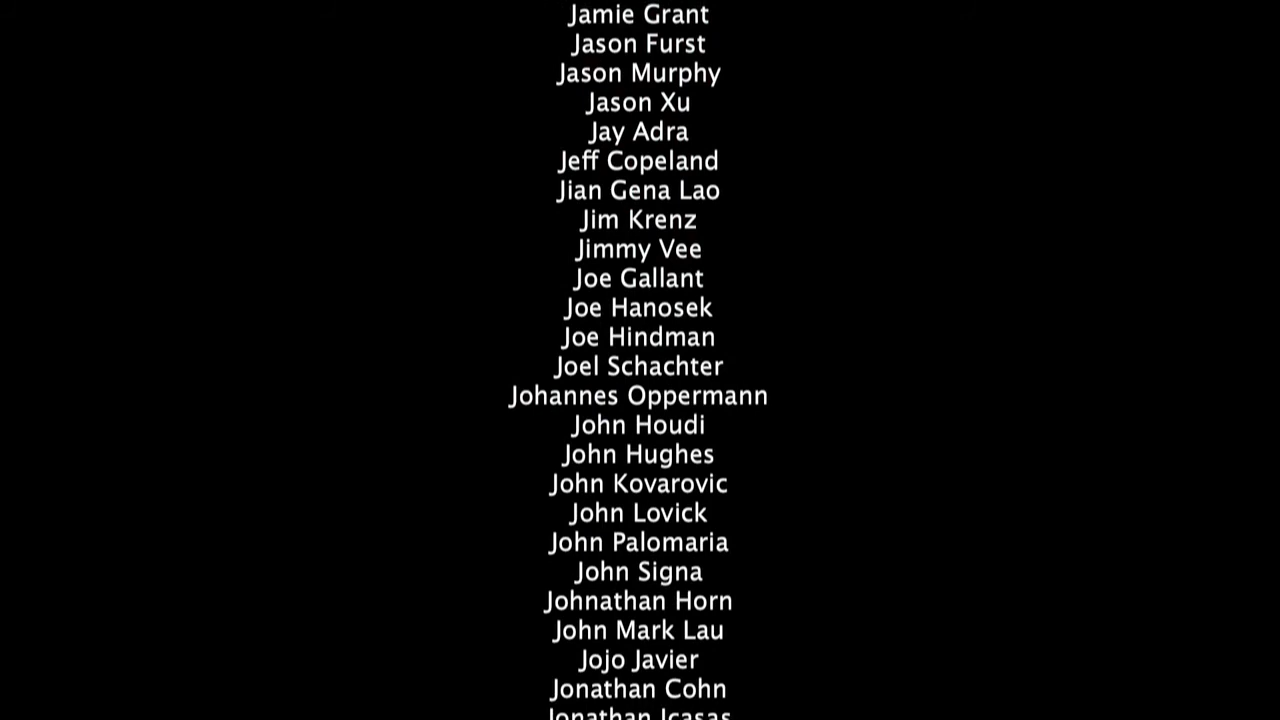 Jamie Grant
Jason Furst
Jason Murphy
Jason Xu
Jay Adra
Jeff Copeland
Jian Gena Lao
Jim Krenz
Jimmy Vee
Joe Gallant
Joe Hanosek
Joe Hindman
Joel Schachter
Johannes Oppermann
John Houdi
John Hughes
John Kovarovic
John Lovick
John Palomaria
John Signa
Johnathan Horn
John Mark Lau
Jojo Javier
Jonathan Cohn
Jonathan Icasas